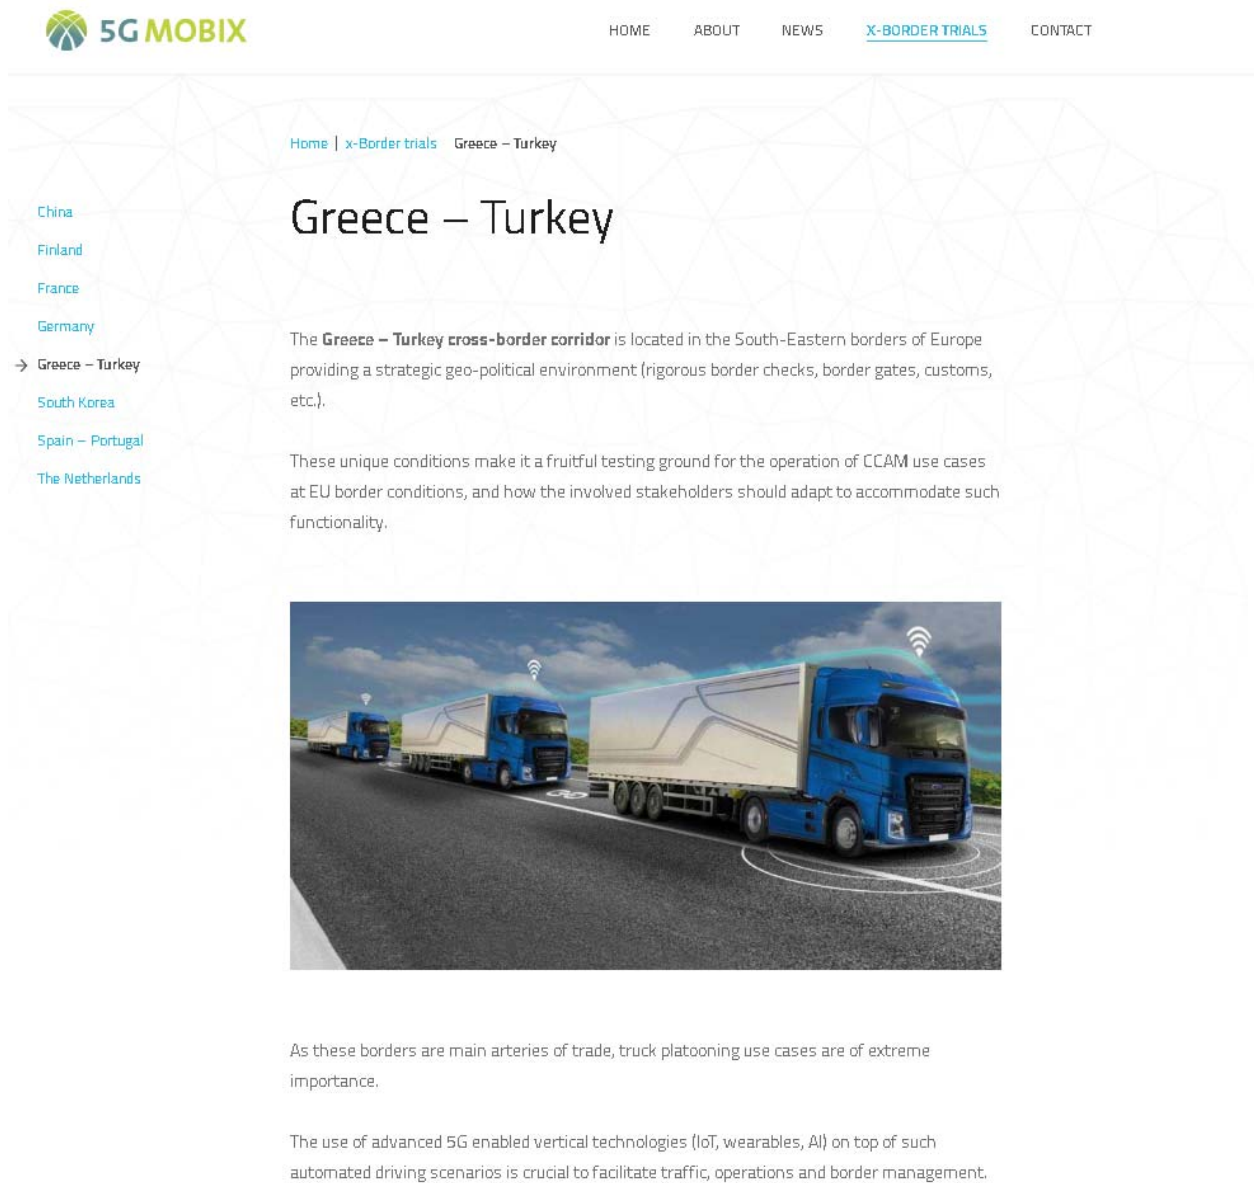 5G MOBIX
HOME ABOUT NEWS X-BORDER TRIALS CONTACT
Home | x-Border trials Greece – Turkey
China
Finland
France
Germany
→ Greece – Turkey
South Korea
Spain – Portugal
The Netherlands
Greece – Turkey
The Greece – Turkey cross-border corridor is located in the South-Eastern borders of Europe
providing a strategic geo-political environment (rigorous border checks, border gates, customs,
etc.).
These unique conditions make it a fruitful testing ground for the operation of CCAM use cases
at EU border conditions, and how the involved stakeholders should adapt to accommodate such
functionality.
As these borders are main arteries of trade, truck platooning use cases are of extreme
importance.
The use of advanced 5G enabled vertical technologies (IoT, wearables, AI) on top of such
automated driving scenarios is crucial to facilitate traffic, operations and border management.